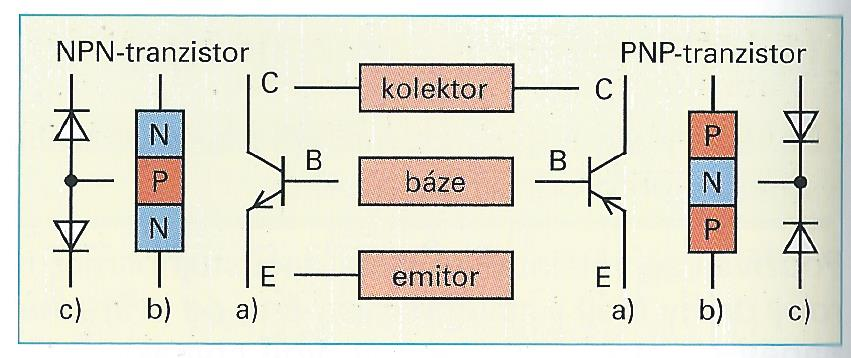 NPN-tranzistor PNP-tranzistor
C kolektor C
N P
B báze B
P N
N P
E emitor E
c) b) a) a) b) c)